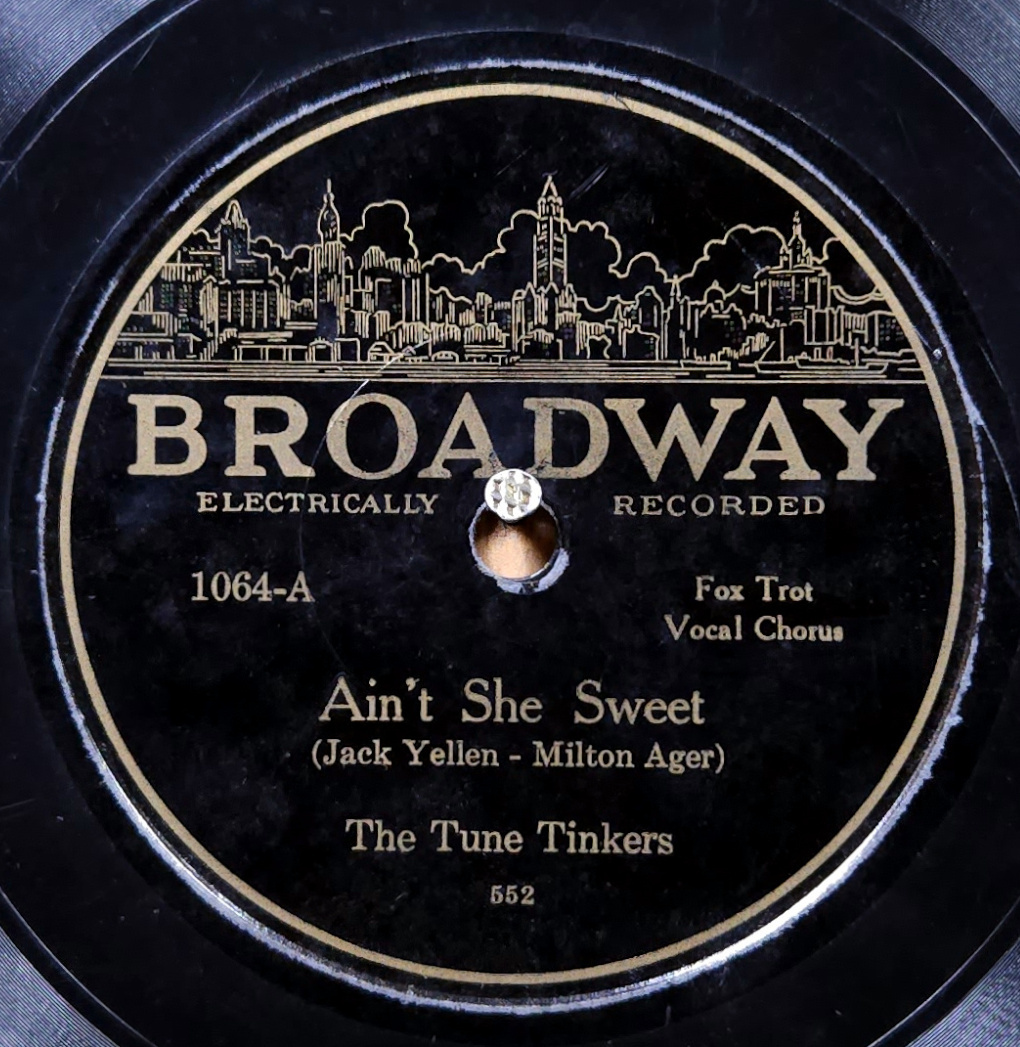 BROADWAY
ELECTRICALLY RECORDED
1064-A
Fox Trot
Vocal Chorus
Ain't She Sweet
(Jack Yellen - Milton Ager)
The Tune Tinkers
552